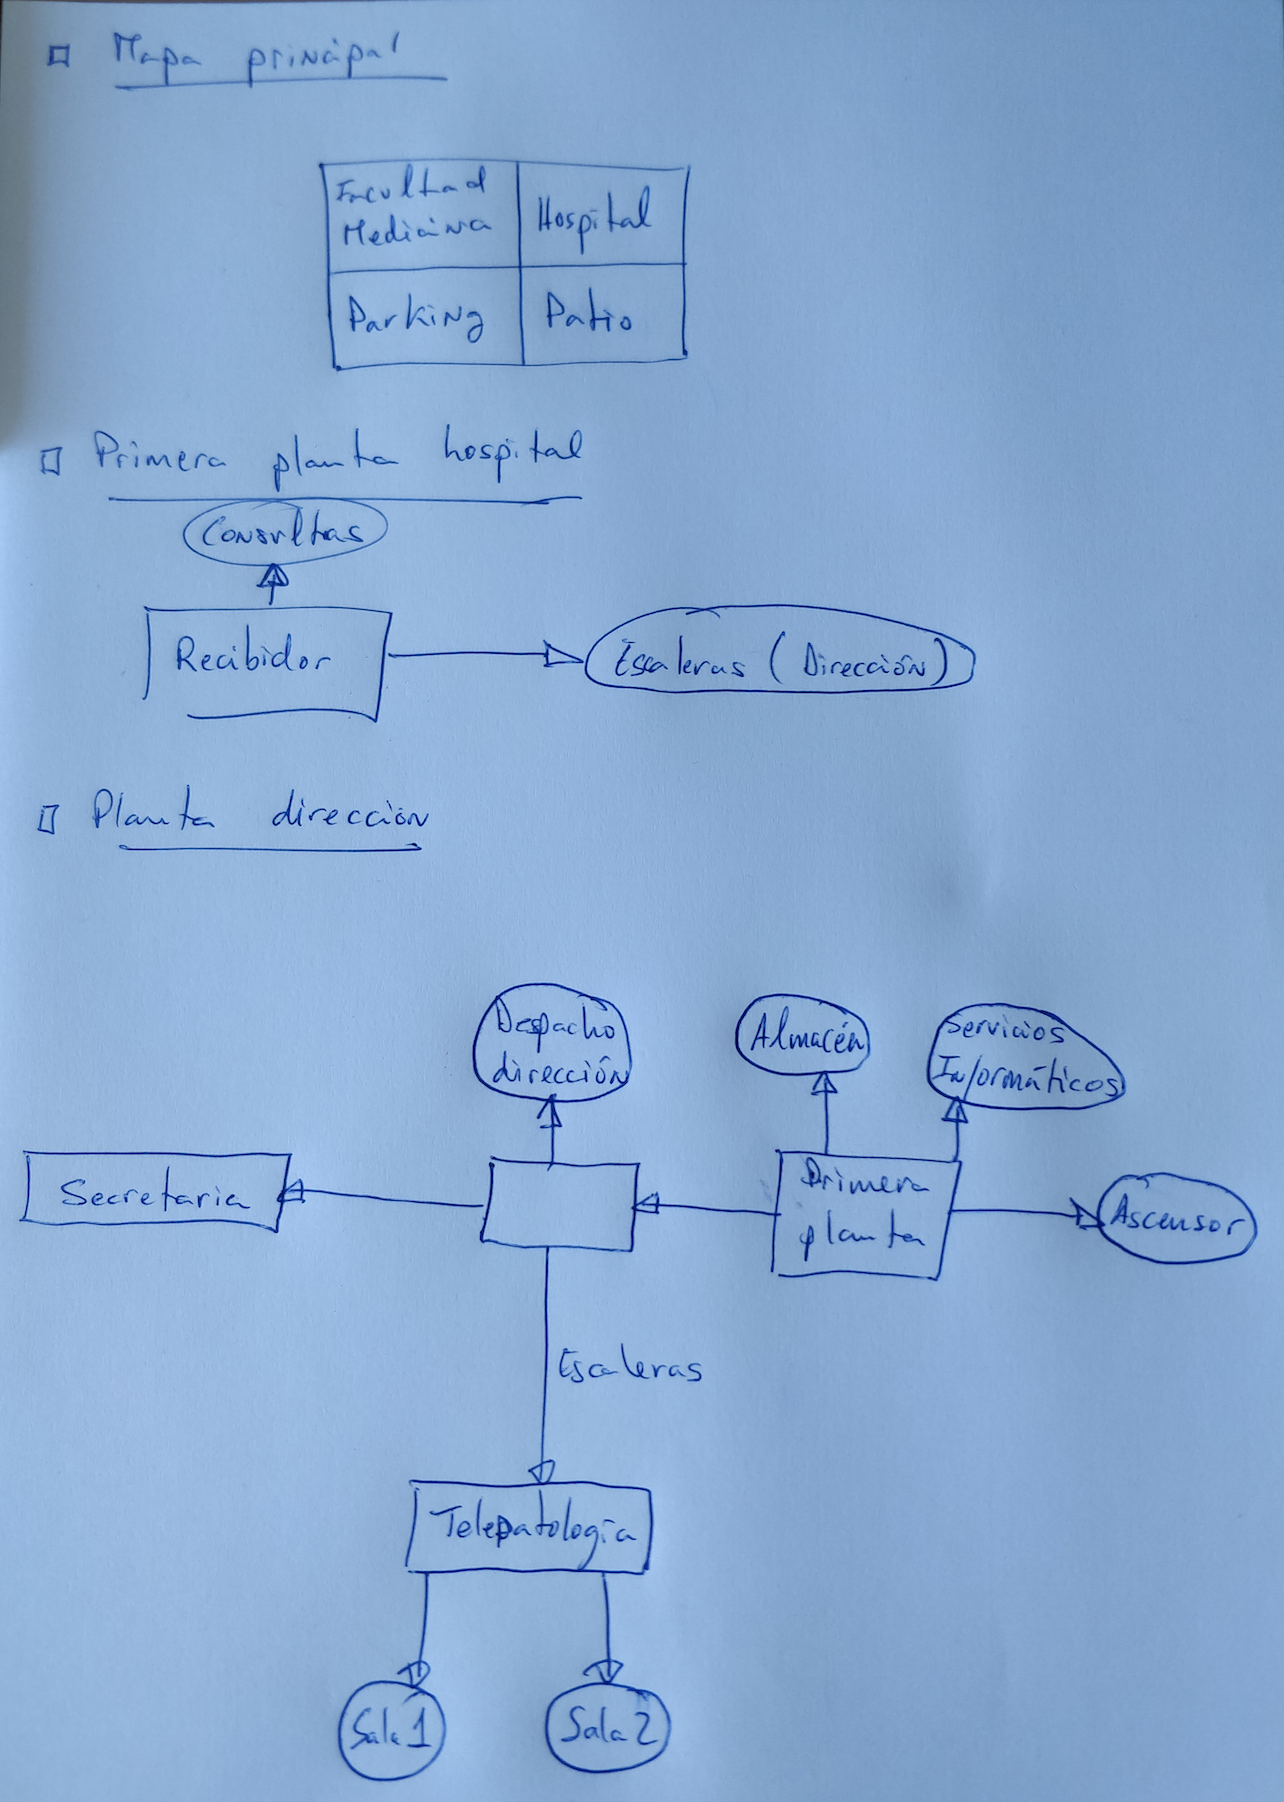 Mapa principal
Facultad
Medicina
Hospital
Parking
Patio
Primera planta hospital
Consultas
Recibidor
Escaleras (Dirección)
Planta dirección
Despacho
dirección
Almacén
Servicios
Informáticos
Secretaria
Primera
planta
Ascensor
Escaleras
Telepatología
Sala 1
Sala 2